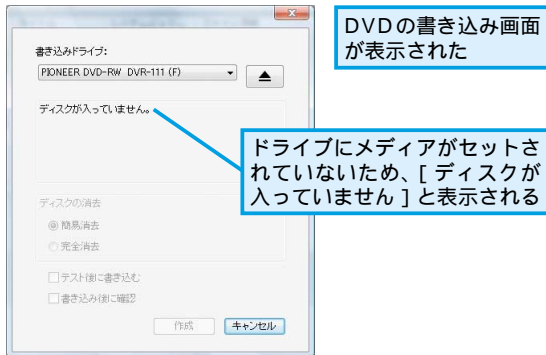 書き込みドライブ:
PIONEER DVD-RW DVR-111 (F)
ディスクが入っていません。
ディスクの消去
簡易消去
完全消去
テスト後に書き込む
書き込み後に確認
作成 キャンセル
DVDの書き込み画面
が表示された
ドライブにメディアがセットさ
れていないため、[ディスクが
入っていません]と表示される